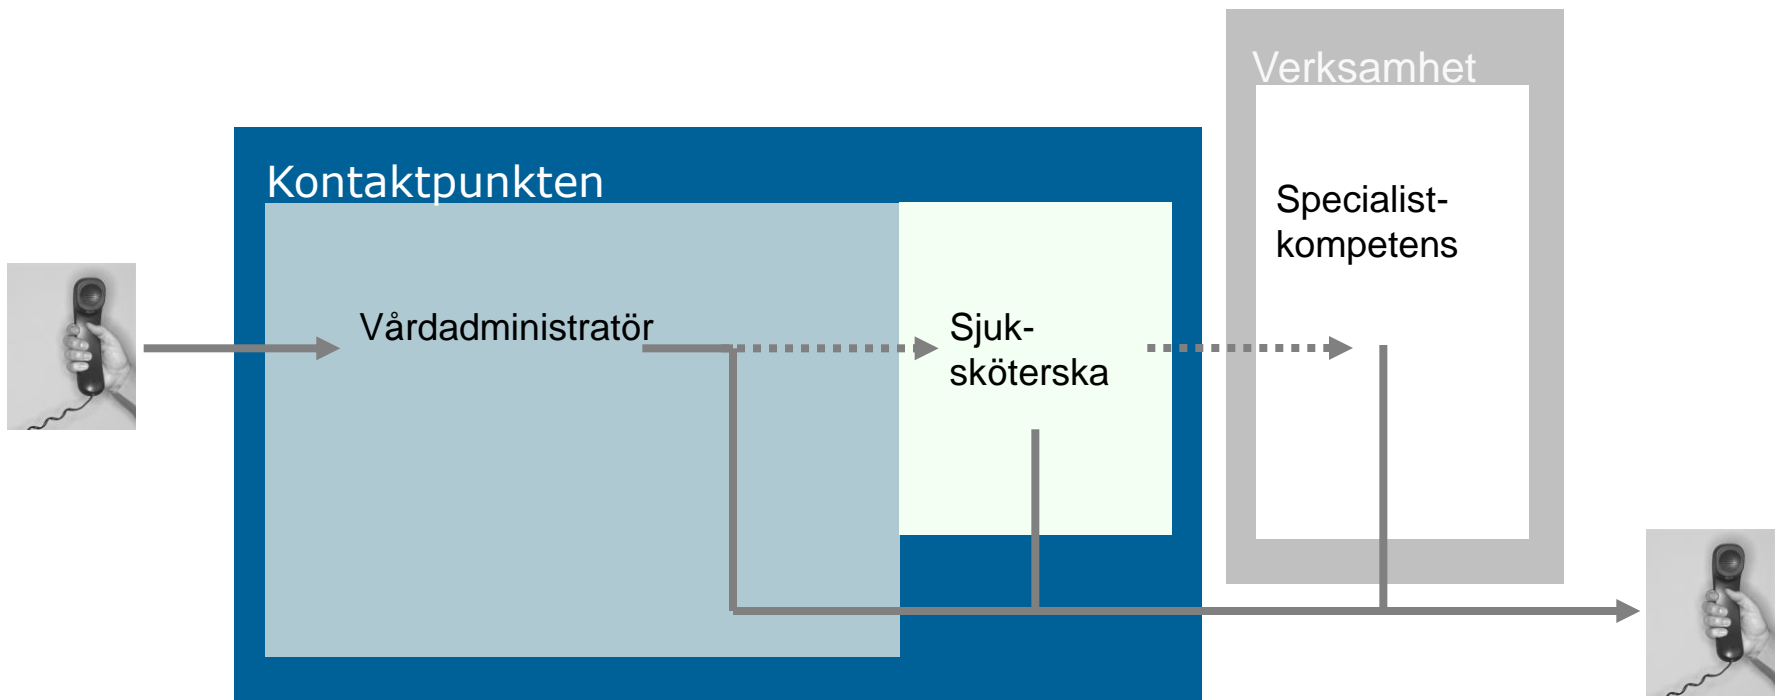 Verksamhet
Kontaktpunkten
Specialist-
kompetens
Vårdadministratör
Sjuk-
sköterska